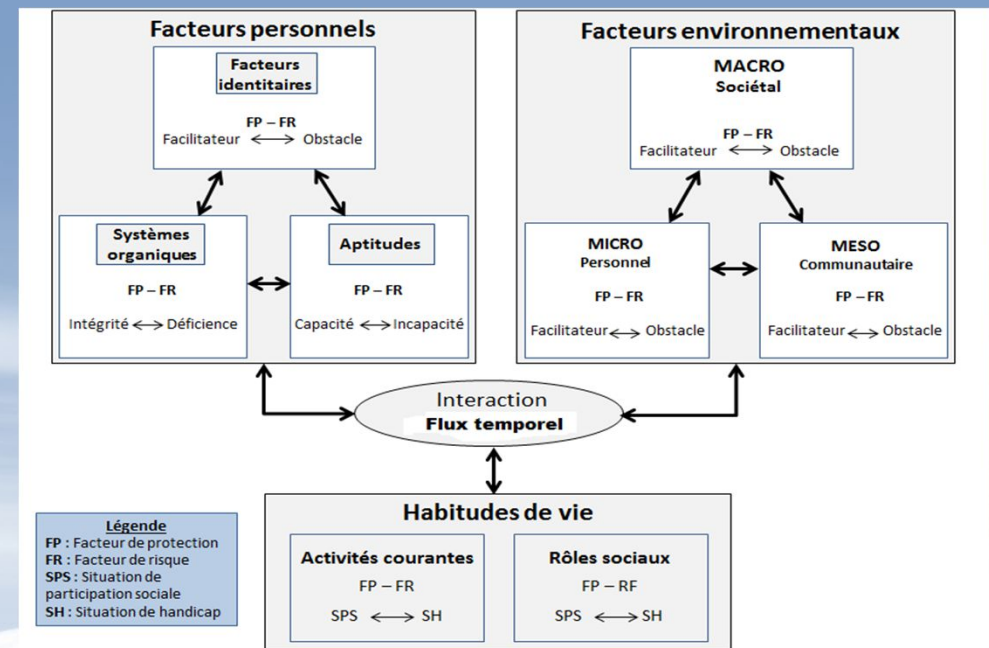 Facteurs personnels
Facteurs
identitaires
FP – FR
Facilitateur ⟷ Obstacle
Systèmes
organiques
FP – FR
Intégrité ⟷ Déficience
Aptitudes
FP – FR
Capacité ⟷ Incapacité
Facteurs environnementaux
MACRO
Sociétal
FP – FR
Facilitateur ⟷ Obstacle
MICRO
Personnel
FP – FR
Facilitateur ⟷ Obstacle
MESO
Communautaire
FP – FR
Facilitateur ⟷ Obstacle
Interaction
Flux temporel
Habitudes de vie
Activités courantes
FP – FR
SPS ⟷ SH
Rôles sociaux
FP – RF
SPS ⟷ SH
Légende
FP : Facteur de protection
FR : Facteur de risque
SPS : Situation de
participation sociale
SH : Situation de handicap